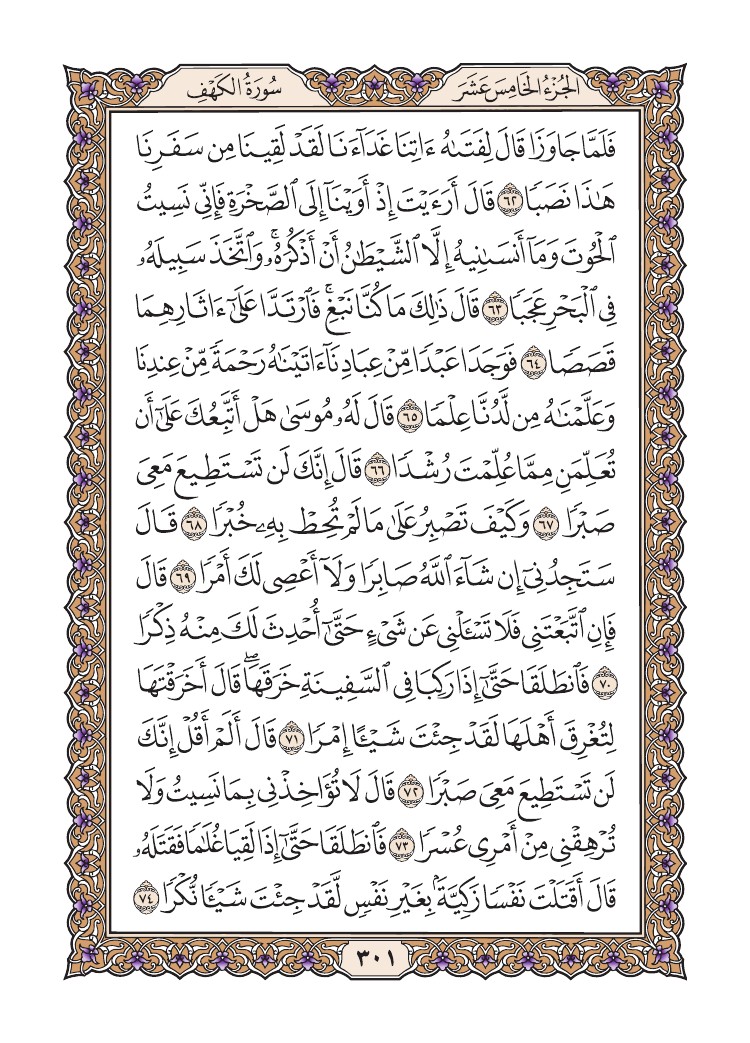 الجُزْءُ الخَامِسَ عَشَرَ
سُورَةُ الكَهْفِ
فَلَمَّا جَاوَزَا قَالَ لِفَتَىٰهُ ءَاتِنَا غَدَآءَنَا لَقَدْ لَقِينَا مِن سَفَرِنَا
هَٰذَا نَصَبٗا ٦٢ قَالَ أَرَءَيۡتَ إِذۡ أَوَيۡنَآ إِلَى ٱلصَّخۡرَةِ فَإِنِّي نَسِيتُ
ٱلۡحُوتَ وَمَآ أَنسَىٰنِيهُ إِلَّا ٱلشَّيۡطَٰنُ أَنۡ أَذۡكُرَهُۥۚ وَٱتَّخَذَ سَبِيلَهُۥ
فِي ٱلۡبَحۡرِ عَجَبٗا ٦٣ قَالَ ذَٰلِكَ مَا كُنَّا نَبۡغِۚ فَٱرۡتَدَّا عَلَىٰٓ ءَاثَارِهِمَا
قَصَصٗا ٦٤ فَوَجَدَا عَبۡدٗا مِّنۡ عِبَادِنَآ ءَاتَيۡنَٰهُ رَحۡمَةٗ مِّنۡ عِندِنَا
وَعَلَّمۡنَٰهُ مِن لَّدُنَّا عِلۡمٗا ٦٥ قَالَ لَهُۥ مُوسَىٰ هَلۡ أَتَّبِعُكَ عَلَىٰٓ أَن
تُعَلِّمَنِ مِمَّا عُلِّمۡتَ رُشۡدٗا ٦٦ قَالَ إِنَّكَ لَن تَسۡتَطِيعَ مَعِيَ
صَبۡرٗا ٦٧ وَكَيۡفَ تَصۡبِرُ عَلَىٰ مَا لَمۡ تُحِطۡ بِهِۦ خُبۡرٗا ٦٨ قَالَ
سَتَجِدُنِيٓ إِن شَآءَ ٱللَّهُ صَابِرٗا وَلَآ أَعۡصِي لَكَ أَمۡرٗا ٦٩ قَالَ
فَإِنِ ٱتَّبَعۡتَنِي فَلَا تَسۡـَٔلۡنِي عَن شَيۡءٍ حَتَّىٰٓ أُحۡدِثَ لَكَ مِنۡهُ ذِكۡرٗا
٧٠ فَٱنطَلَقَا حَتَّىٰٓ إِذَا رَكِبَا فِي ٱلسَّفِينَةِ خَرَقَهَاۖ قَالَ أَخَرَقۡتَهَا
لِتُغۡرِقَ أَهۡلَهَا لَقَدۡ جِئۡتَ شَيۡـًٔا إِمۡرٗا ٧١ قَالَ أَلَمۡ أَقُلۡ إِنَّكَ
لَن تَسۡتَطِيعَ مَعِيَ صَبۡرٗا ٧٢ قَالَ لَا تُؤَاخِذۡنِي بِمَا نَسِيتُ وَلَا
تُرۡهِقۡنِي مِنۡ أَمۡرِي عُسۡرٗا ٧٣ فَٱنطَلَقَا حَتَّىٰٓ إِذَا لَقِيَا غُلَٰمٗا فَقَتَلَهُۥ
قَالَ أَقَتَلۡتَ نَفۡسٗا زَكِيَّةَۢ بِغَيۡرِ نَفۡسٖ لَّقَدۡ جِئۡتَ شَيۡـٔٗا نُّكۡرٗا ٧٤
٣٠١